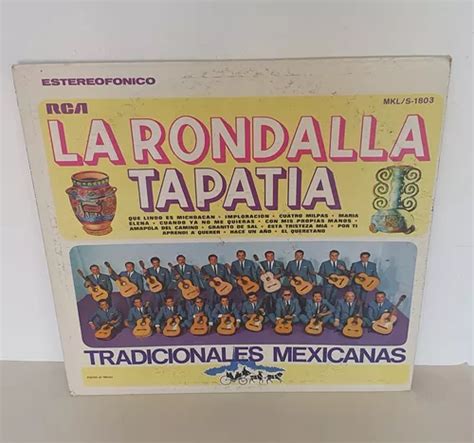 ESTEREOFONICO
RCA
MKL/S-1803
LA RONDALLA
TAPATIA
QUE LINDO ES MICHOACAN · IMPLORACION · CUATRO MILPAS · MARIA
ELENA · CUANDO YA NO ME QUIERAS · CON MIS PROPIAS MANOS ·
AMAPOLA DEL CAMINO · GRANITO DE SAL · ESTA TRISTEZA MIA · POR TI
APRENDI A QUERER · HACE UN AÑO · EL QUERETANO
TRADICIONALES MEXICANAS